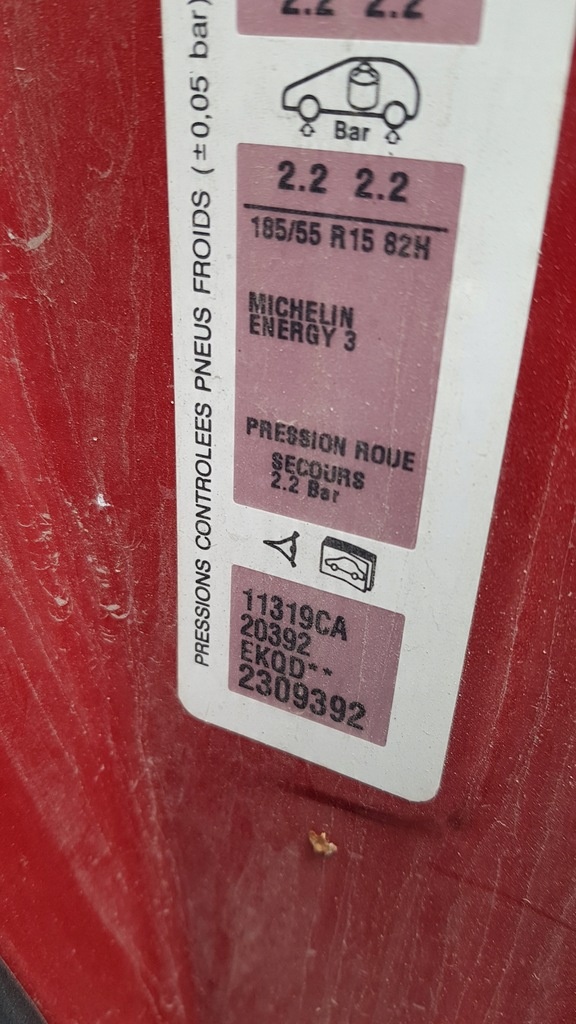 2.2 2.2
PRESSIONS CONTROLEES PNEUS FROIDS (±0,05 bar)
Bar
2.2 2.2
185/55 R15 82H
MICHELIN
ENERGY 3
PRESSION ROUE
SECOURS
2.2 Bar
11319CA
20392
EKQD**
2309392